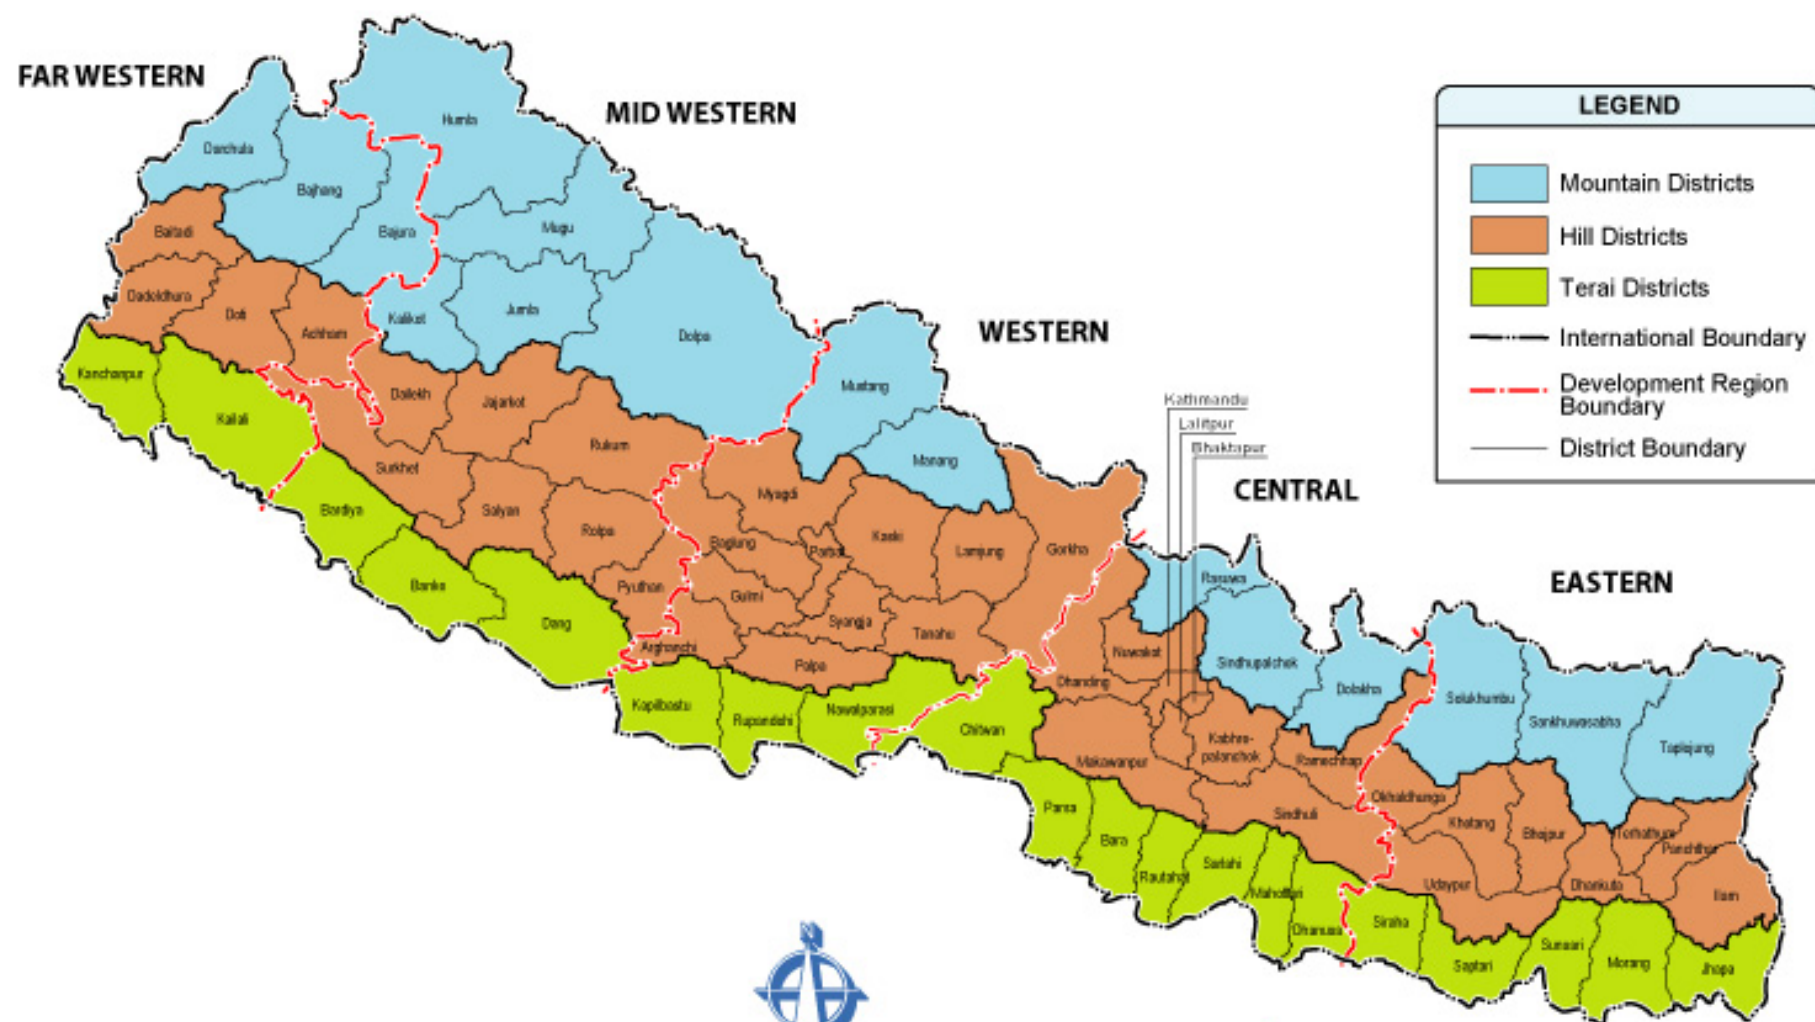 FAR WESTERN
MID WESTERN
WESTERN
CENTRAL
EASTERN
LEGEND
Mountain Districts
Hill Districts
Terai Districts
International Boundary
Development Region
Boundary
District Boundary
Humla
Darchula
Bajhang
Bajura
Mugu
Baitadi
Dadeldhura
Doti
Achham
Kalikot
Jumla
Dolpa
Kanchanpur
Kailali
Dailekh
Jajarkot
Rukum
Surkhet
Salyan
Rolpa
Bardiya
Banke
Dang
Pyuthan
Mustang
Manang
Myagdi
Baglung
Parbat
Kaski
Lamjung
Gorkha
Gulmi
Syangja
Tanahu
Arghanchi
Palpa
Kapilbastu
Rupandehi
Nawalparasi
Chitwan
Kathmandu
Lalitpur
Bhaktapur
Rasuwa
Nuwakot
Sindhupalchok
Dhanding
Dolakha
Kabhre-
palanchok
Ramechhap
Makawanpur
Sindhuli
Parsa
Bara
Rautahat
Sarlahi
Mahottari
Dhanusa
Solukhumbu
Sankhuwasabha
Taplejung
Okhaldhunga
Khotang
Bhojpur
Terhathum
Panchthar
Dhankuta
Ilam
Udaypur
Siraha
Saptari
Sunsari
Morang
Jhapa
N